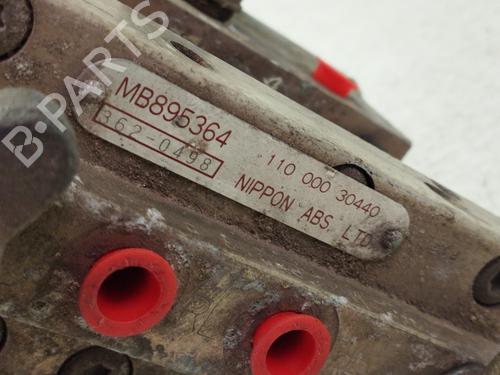 B-PARTS
MB895364
362-0498
110 000 30440
NIPPON ABS. LTD.